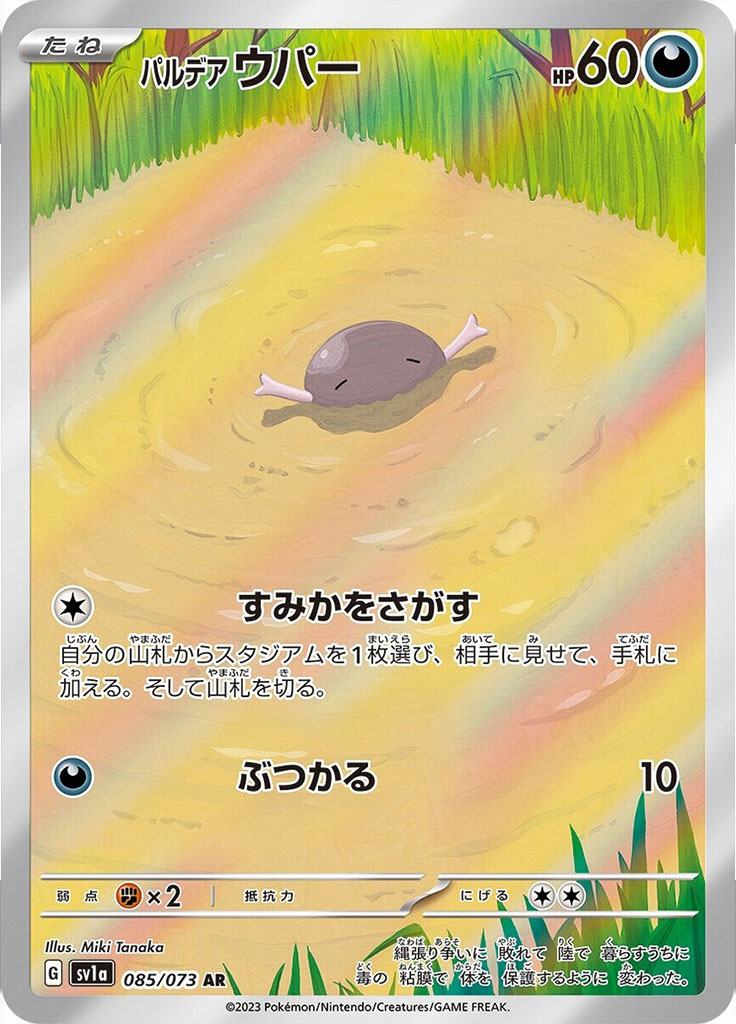 たね
パルデア ウパー
HP60
すみかをさがす
自分の山札からスタジアムを1枚選び、相手に見せて、手札に
加える。そして山札を切る。
ぶつかる 10
弱点 ×2 抵抗力 にげる
Illus. Miki Tanaka
縄張り争いに 敗れて 陸で 暮らすうちに
毒の 粘膜で 体を 保護するように 変わった。
G sv1a 085/073 AR
©2023 Pokémon/Nintendo/Creatures/GAME FREAK.